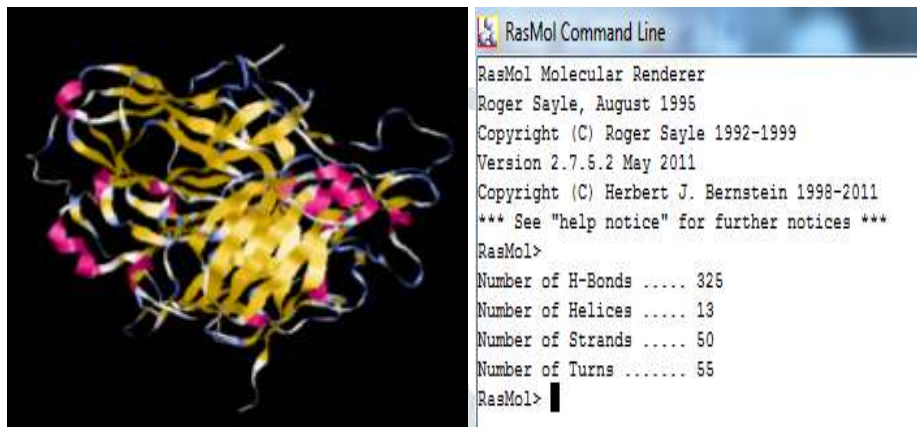 RasMol Command Line
RasMol Molecular Renderer
Roger Sayle, August 1995
Copyright (C) Roger Sayle 1992-1999
Version 2.7.5.2 May 2011
Copyright (C) Herbert J. Bernstein 1998-2011
*** See "help notice" for further notices ***
RasMol>
Number of H-Bonds ..... 325
Number of Helices ..... 13
Number of Strands ..... 50
Number of Turns ....... 55
RasMol>